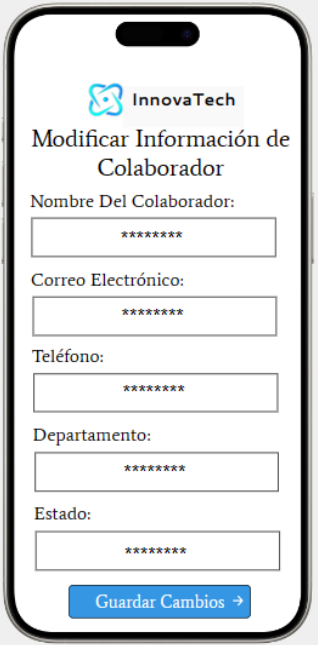 InnovaTech
Modificar Información de
Colaborador
Nombre Del Colaborador:
********
Correo Electrónico:
********
Teléfono:
********
Departamento:
********
Estado:
********
Guardar Cambios →